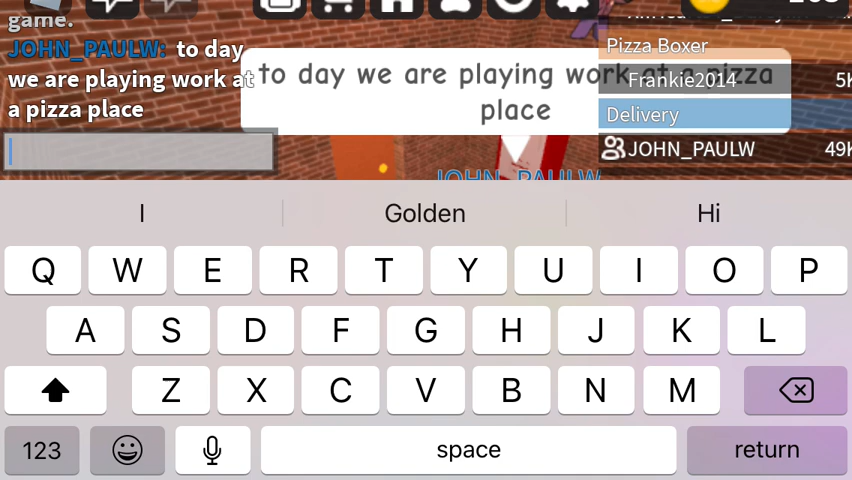 game.
JOHN_PAULW: to day
we are playing work at
a pizza place
to day we are playing work at a pizza
place
Pizza Boxer
Frankie2014 5K
Delivery
JOHN_PAULW 49K
JOHN_PAULW
I Golden Hi
Q W E R T Y U I O P
A S D F G H J K L
Z X C V B N M
123 space return